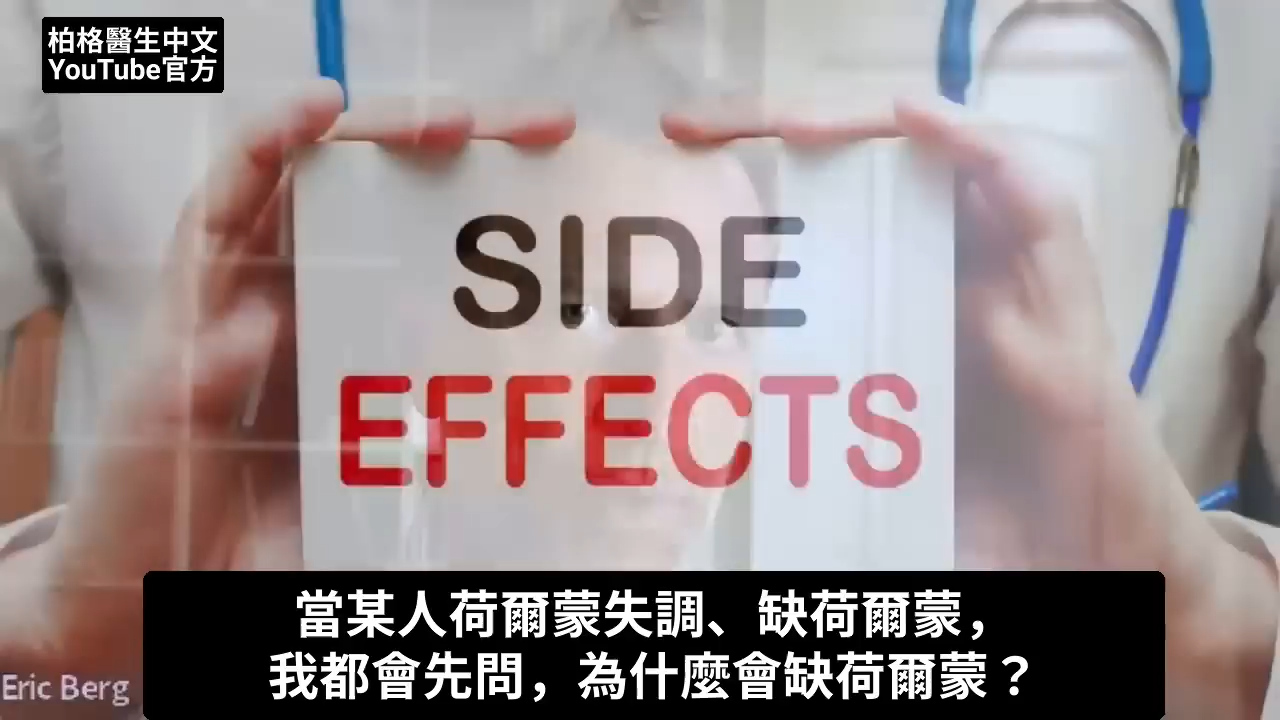 柏格醫生中文
YouTube官方
SIDE
EFFECTS
當某人荷爾蒙失調、缺荷爾蒙，
我都會先問，為什麼會缺荷爾蒙？
Eric Berg